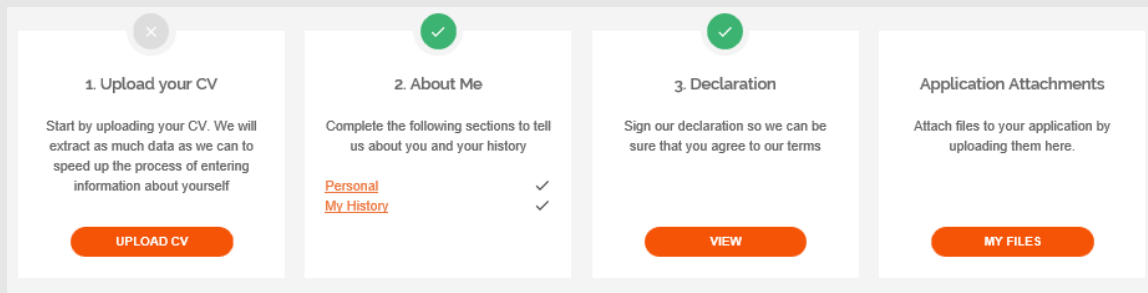 1. Upload your CV
Start by uploading your CV. We will
extract as much data as we can to
speed up the process of entering
information about yourself
UPLOAD CV
2. About Me
Complete the following sections to tell
us about you and your history
Personal
My History
3. Declaration
Sign our declaration so we can be
sure that you agree to our terms
VIEW
Application Attachments
Attach files to your application by
uploading them here.
MY FILES